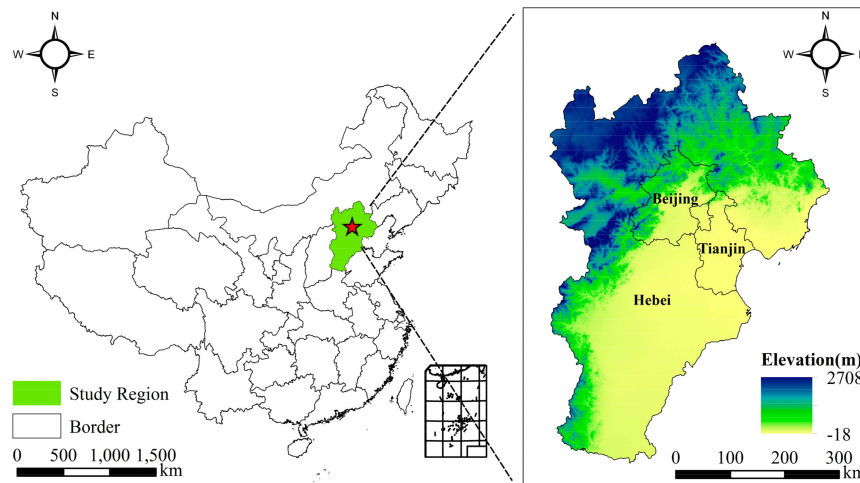 N
W E
S
Study Region
Border
0 500 1,000 1,500
km
N
W E
S
Beijing
Tianjin
Hebei
Elevation(m)
2708
-18
0 100 200 300
km